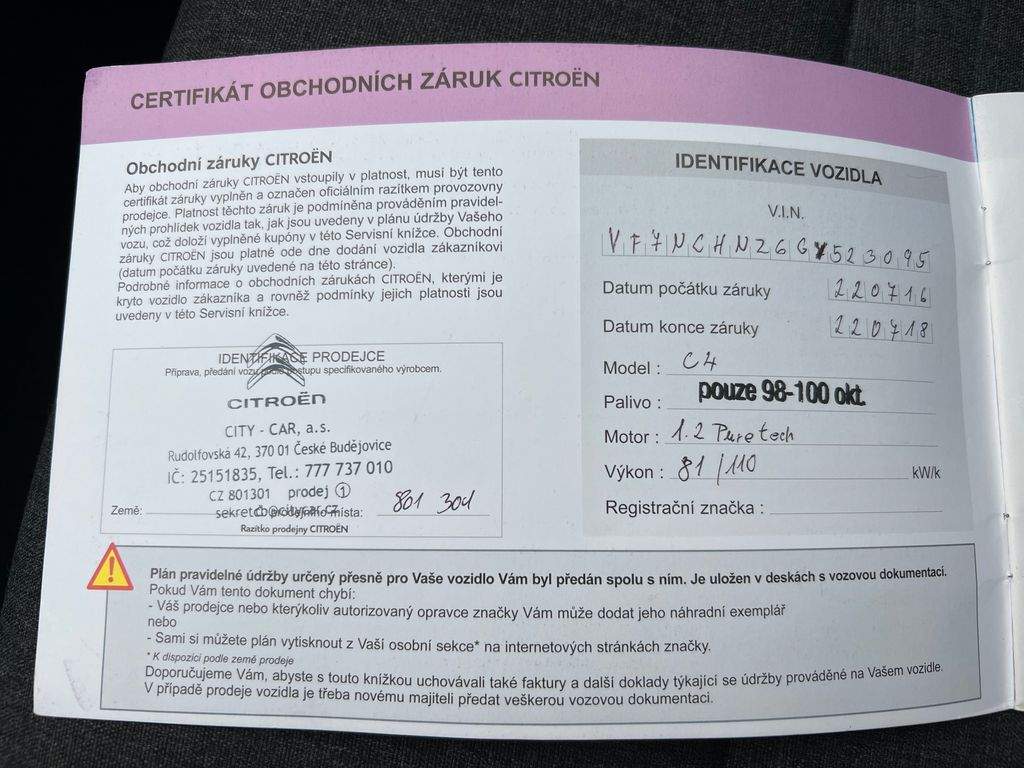 CERTIFIKÁT OBCHODNÍCH ZÁRUK CITROËN
Obchodní záruky CITROËN
Aby obchodní záruky CITROËN vstoupily v platnost, musí být tento
certifikát záruky vyplněn a označen oficiálním razítkem provozovny
prodejce. Platnost těchto záruk je podmíněna prováděním pravidel-
ných prohlídek vozidla tak, jak jsou uvedeny v plánu údržby Vašeho
vozu, což doloží vyplněné kupóny v této Servisní knížce. Obchodní
záruky CITROËN jsou platné ode dne dodání vozidla zákazníkovi
(datum počátku záruky uvedené na této stránce).
Podrobné informace o obchodních zárukách CITROËN, kterými je
kryto vozidlo zákazníka a rovněž podmínky jejich platnosti jsou
uvedeny v této Servisní knížce.
IDENTIFIKACE PRODEJCE
Příprava, předání vozu podle postupu specifikovaného výrobcem.
CITROËN
CITY - CAR, a.s.
Rudolfovská 42, 370 01 České Budějovice
IČ: 25151835, Tel.: 777 737 010
CZ 801301 prodej 1
Země: místa: 801 301
Razítko prodejny CITROËN
IDENTIFIKACE VOZIDLA
V.I.N.
VF7NCHNZ6GY523095
Datum počátku záruky 220716
Datum konce záruky 220718
Model : C4
Palivo : pouze 98-100 okt.
Motor : 1.2 Puretech
Výkon : 81/110 kW/k
Registrační značka :
Plán pravidelné údržby určený přesně pro Vaše vozidlo Vám byl předán spolu s ním. Je uložen v deskách s vozovou dokumentací.
Pokud Vám tento dokument chybí:
- Váš prodejce nebo kterýkoliv autorizovaný opravce značky Vám může dodat jeho náhradní exemplář
nebo
- Sami si můžete plán vytisknout z Vaší osobní sekce* na internetových stránkách značky.
* K dispozici podle země prodeje
Doporučujeme Vám, abyste s touto knížkou uchovávali také faktury a další doklady týkající se údržby prováděné na Vašem vozidle.
V případě prodeje vozidla je třeba novému majiteli předat veškerou vozovou dokumentaci.